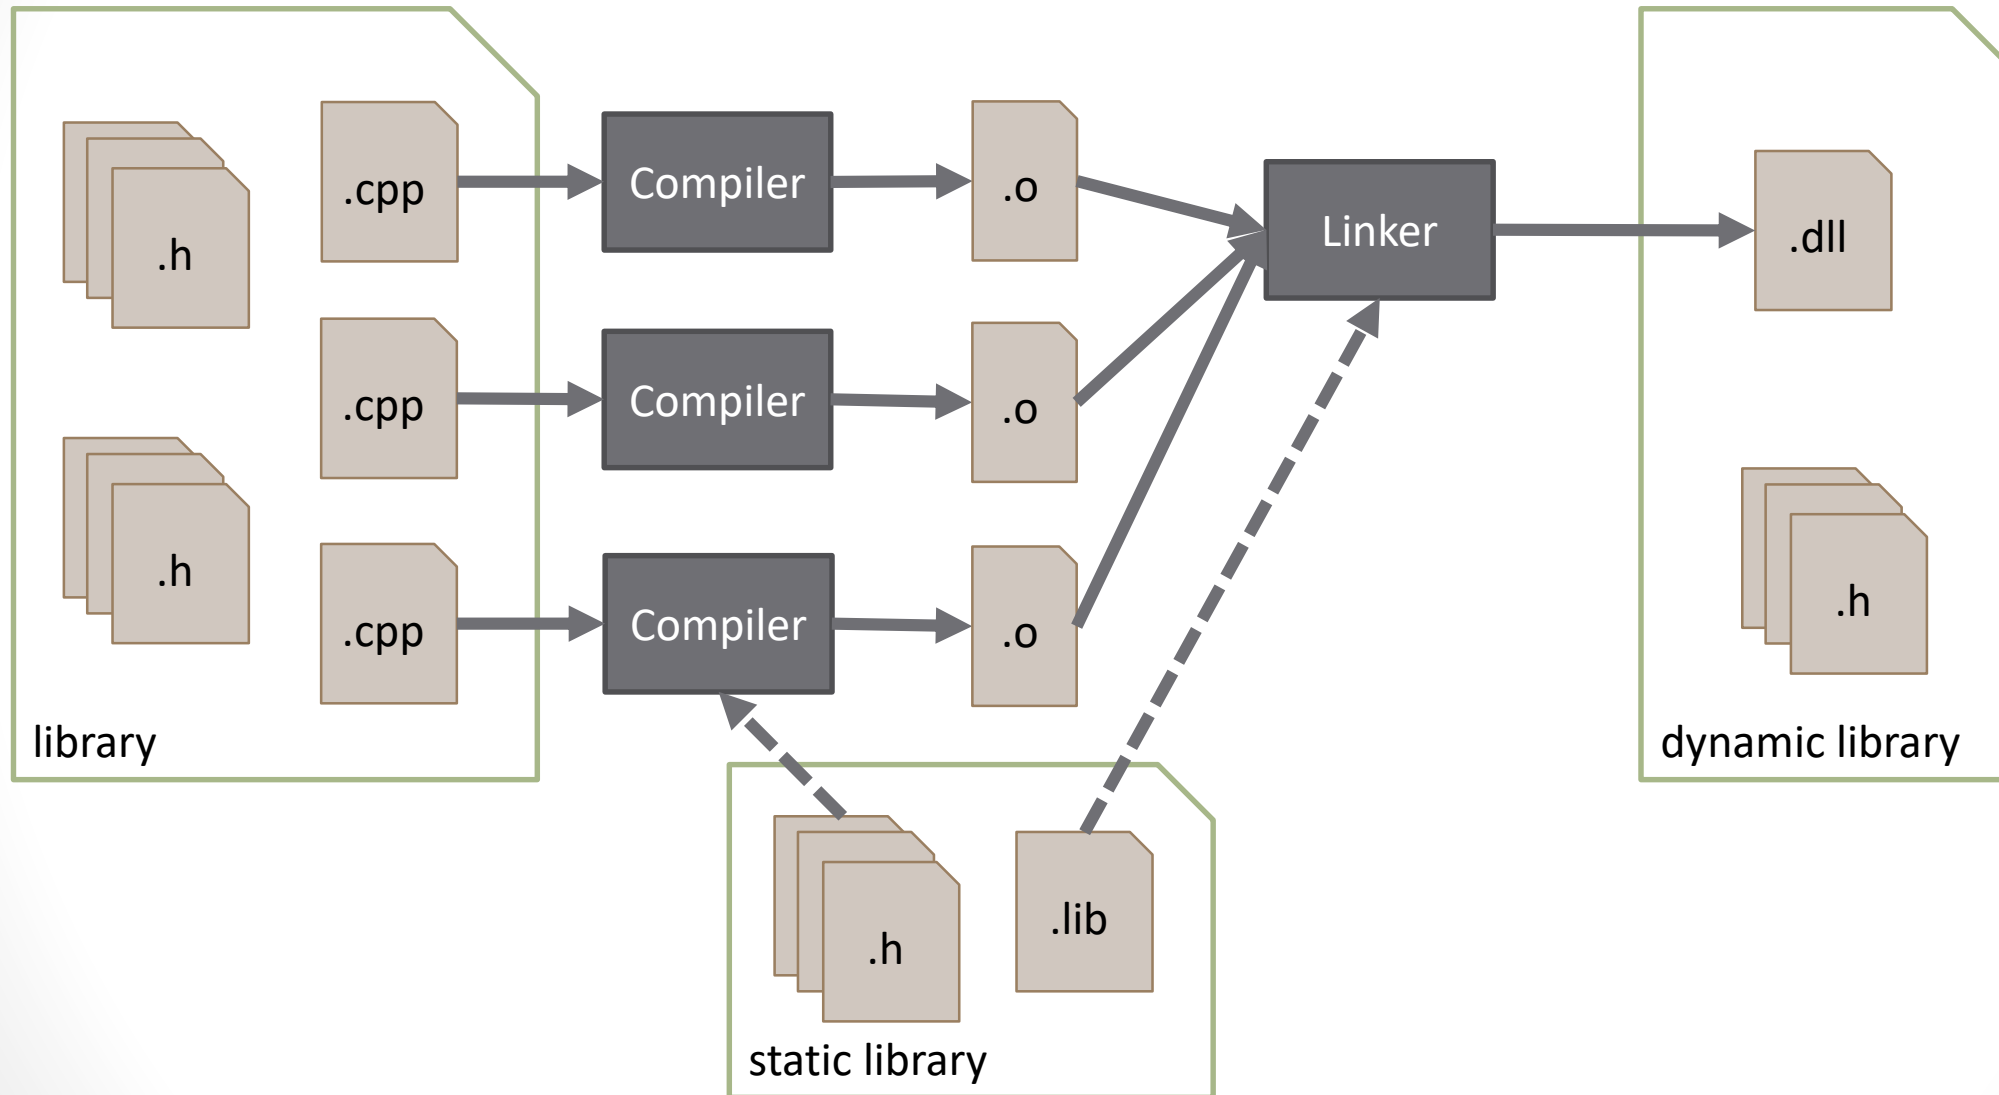 .h
.cpp
Compiler
.o
Linker
.dll
.cpp
Compiler
.o
.h
.cpp
Compiler
.o
.h
library
dynamic library
.h
.lib
static library